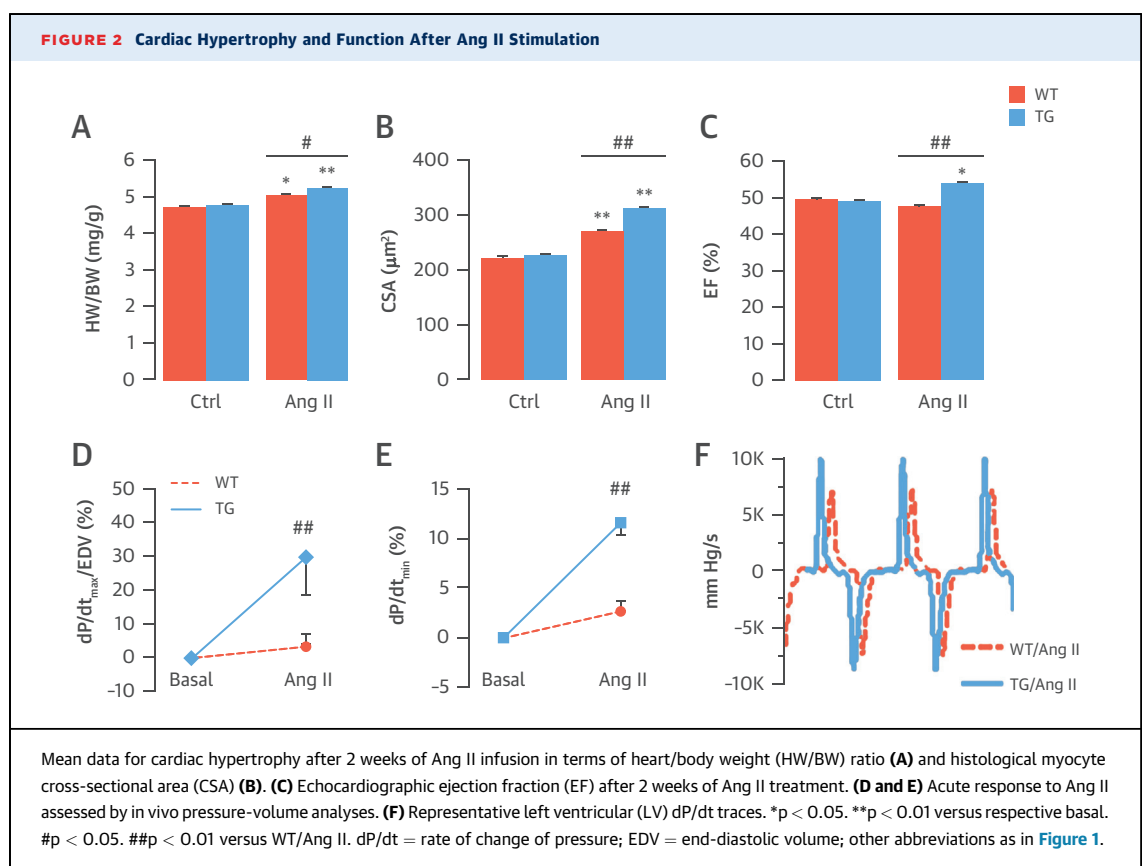 FIGURE 2 Cardiac Hypertrophy and Function After Ang II Stimulation
WT
TG
A
#
*
**
HW/BW (mg/g)
6
5
4
3
2
1
0
Ctrl
Ang II
B
##
**
**
CSA (μm²)
400
300
200
100
0
Ctrl
Ang II
C
##
*
EF (%)
60
50
40
30
20
10
0
Ctrl
Ang II
D
WT
TG
##
dP/dtmax/EDV (%)
50
40
30
20
10
0
-10
Basal
Ang II
E
##
dP/dtmin (%)
15
10
5
0
-5
Basal
Ang II
F
mm Hg/s
10K
5K
0
-5K
-10K
WT/Ang II
TG/Ang II
Mean data for cardiac hypertrophy after 2 weeks of Ang II infusion in terms of heart/body weight (HW/BW) ratio (A) and histological myocyte
cross-sectional area (CSA) (B). (C) Echocardiographic ejection fraction (EF) after 2 weeks of Ang II treatment. (D and E) Acute response to Ang II
assessed by in vivo pressure-volume analyses. (F) Representative left ventricular (LV) dP/dt traces. *p < 0.05. **p < 0.01 versus respective basal.
#p < 0.05. ##p < 0.01 versus WT/Ang II. dP/dt = rate of change of pressure; EDV = end-diastolic volume; other abbreviations as in Figure 1.